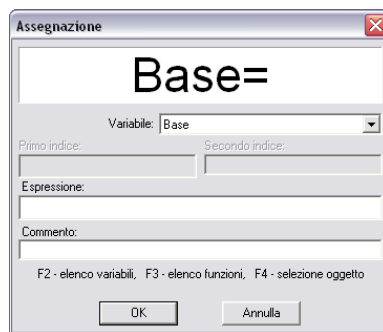 Assegnazione
Base=
Variabile: Base
Primo indice: Secondo indice:
Espressione:
Commento:
F2 - elenco variabili, F3 - elenco funzioni, F4 - selezione oggetto
OK Annulla